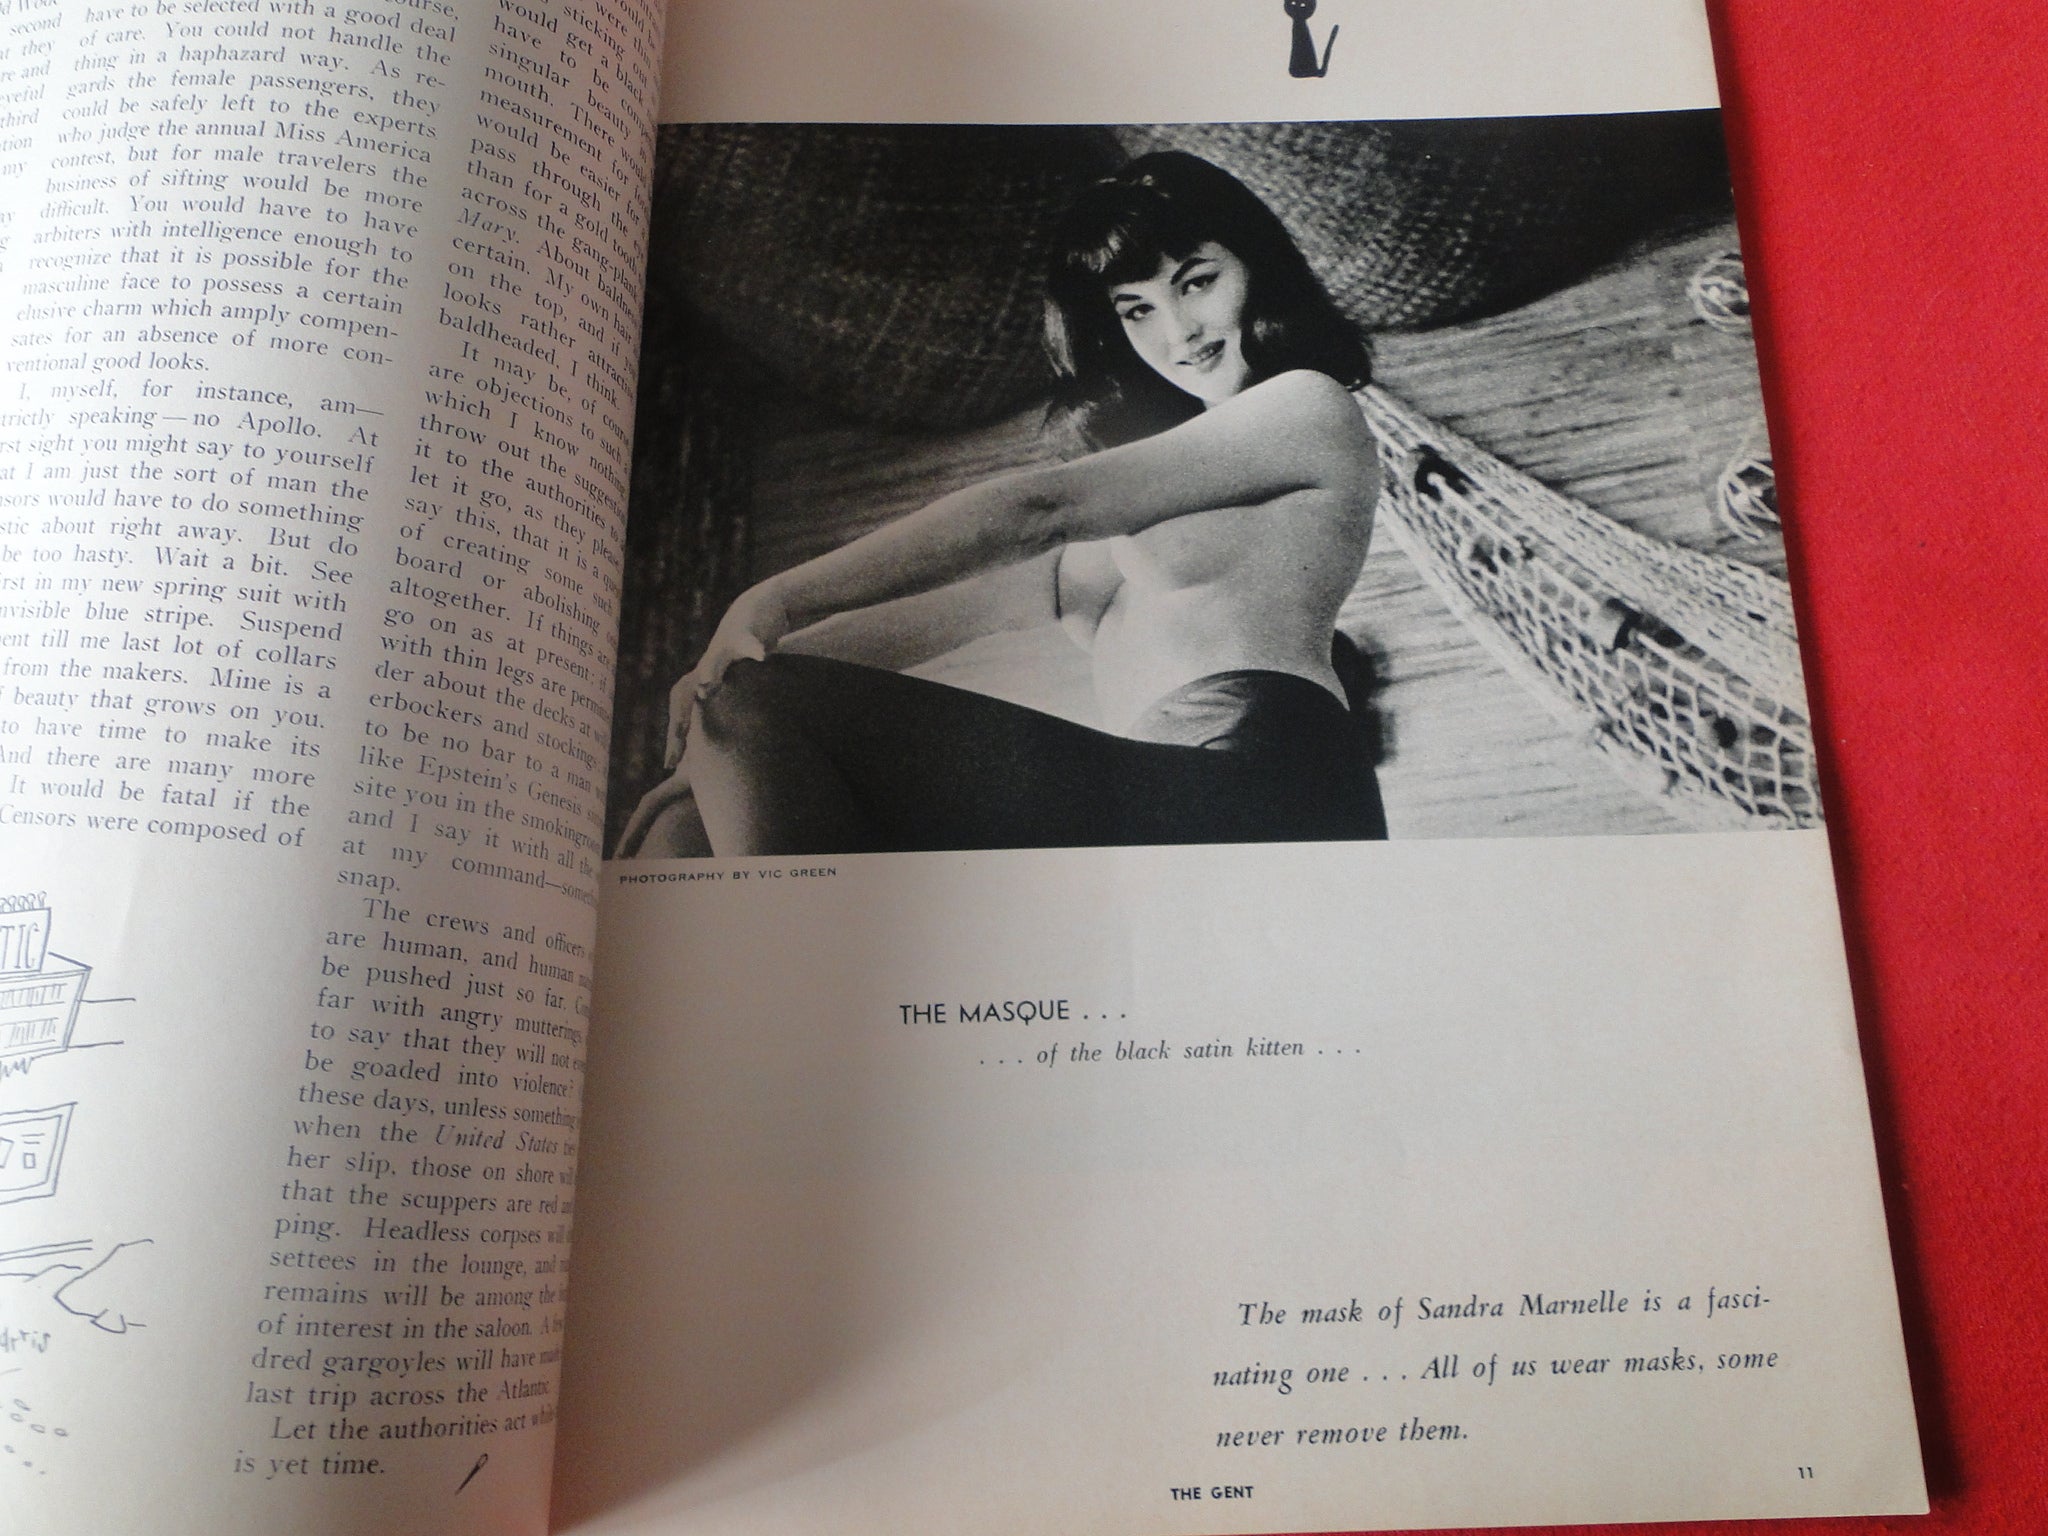 second
have to be selected with a good deal
they
of care. You could not handle the
re and
thing in a haphazard way. As re-
gards the female passengers, they
third
could be safely left to the experts
who judge the annual Miss America
my
contest, but for male travelers the
business of sifting would be more
difficult. You would have to have
arbiters with intelligence enough to
recognize that it is possible for the
masculine face to possess a certain
elusive charm which amply compen-
sates for an absence of more con-
ventional good looks.
I, myself, for instance, am—
strictly speaking—no Apollo. At
first sight you might say to yourself
that I am just the sort of man the
would have to do something
about right away. But do
be too hasty. Wait a bit. See
first in my new spring suit with
invisible blue stripe. Suspend
till me last lot of collars
from the makers. Mine is a
beauty that grows on you.
to have time to make its
And there are many more
It would be fatal if the
Censors were composed of
TIC
sticking out
would get a black
have to be
singular beauty
mouth. There would
measurement for
would be easier for a
pass through the
than for a gold tooth
across the gang-plank
Mary. About baldness
certain. My own hair
on the top, and if you
looks rather attractive
baldheaded, I think.
It may be, of course,
are objections to such a
which I know nothing
throw out the suggestion
it to the authorities to
let it go, as they please
say this, that it is a
of creating some such
board or abolishing
altogether. If things are
go on as at present; if
with thin legs are
der about the decks at will
erbockers and stockings;
to be no bar to a man
like Epstein's Genesis
site you in the smokingroom
and I say it with all the
at my command—something
snap.
The crews and officers
are human, and human
be pushed just so far.
far with angry mutterings
to say that they will not
be goaded into violence?
these days, unless something
when the United States
her slip, those on shore will
that the scuppers are red
ping. Headless corpses will
settees in the lounge, and
remains will be among the
of interest in the saloon. A
dred gargoyles will have made
last trip across the Atlantic.
Let the authorities act while
is yet time.
PHOTOGRAPHY BY VIC GREEN
THE MASQUE . . .
. . . of the black satin kitten . . .
The mask of Sandra Marnelle is a fasci-
nating one . . . All of us wear masks, some
never remove them.
THE GENT
11